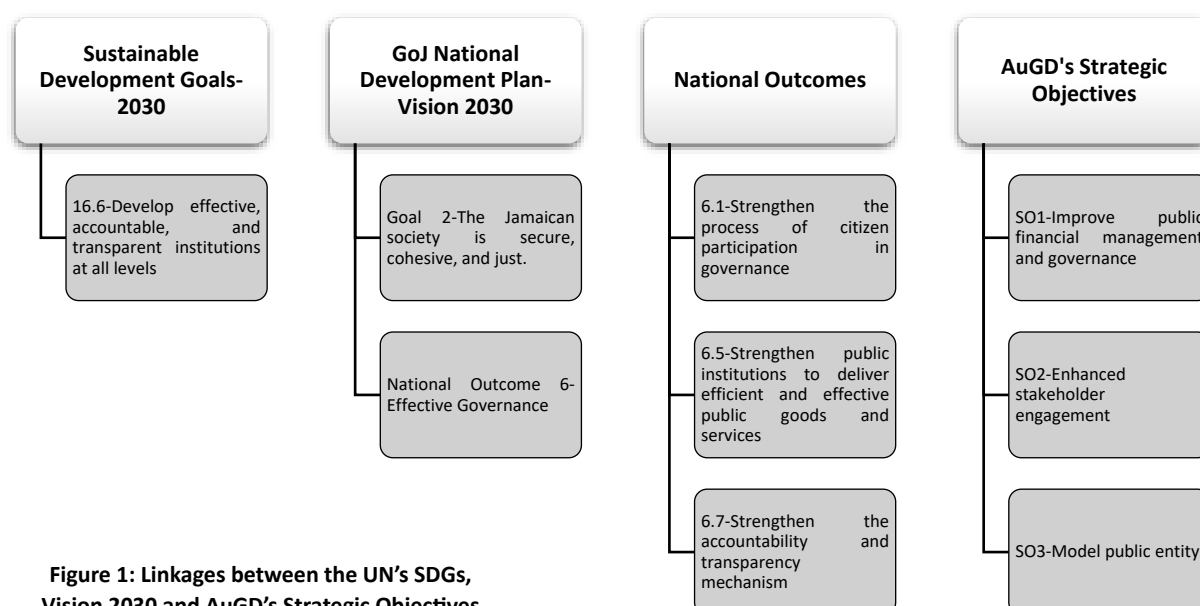 Sustainable
Development Goals-
2030
16.6-Develop effective,
accountable, and
transparent institutions
at all levels
GoJ National
Development Plan-
Vision 2030
Goal 2-The Jamaican
society is secure,
cohesive, and just.
National Outcome 6-
Effective Governance
National Outcomes
6.1-Strengthen the
process of citizen
participation in
governance
6.5-Strengthen public
institutions to deliver
efficient and effective
public goods and
services
6.7-Strengthen the
accountability and
transparency
mechanism
AuGD's Strategic
Objectives
SO1-Improve public
financial management
and governance
SO2-Enhanced
stakeholder
engagement
SO3-Model public entity
Figure 1: Linkages between the UN's SDGs,
Vision 2030 and AuGD's Strategic Objectives